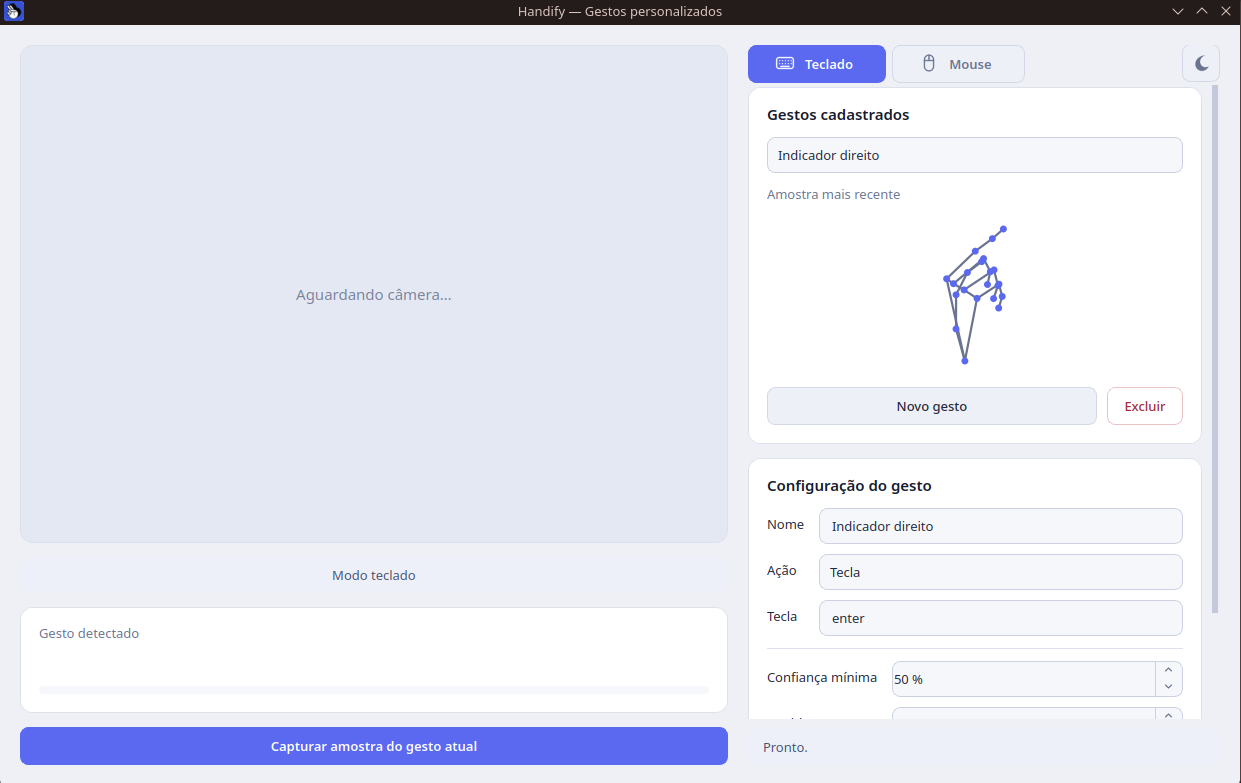 Handify — Gestos personalizados
Aguardando câmera...
Modo teclado
Gesto detectado
Capturar amostra do gesto atual
Teclado
Mouse
Gestos cadastrados
Indicador direito
Amostra mais recente
Novo gesto
Excluir
Configuração do gesto
Nome
Indicador direito
Ação
Tecla
Tecla
enter
Confiança mínima
50 %
Pronto.